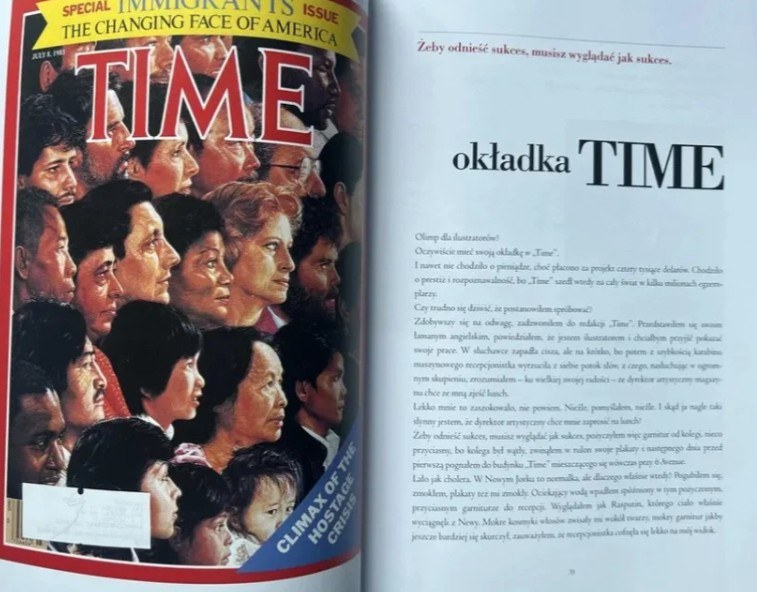 SPECIAL IMMIGRANTS ISSUE
THE CHANGING FACE OF AMERICA
JULY 8, 1985
TIME
CLIMAX OF THE
HOSTAGE
CRISIS
Żeby odnieść sukces, musisz wyglądać jak sukces.
okładka TIME
Olimp dla ilustratorów?
Oczywiście mieć swoją okładkę w „Time”.
I nawet nie chodziło o pieniądze, choć płacono za projekt cztery tysiące dolarów. Chodziło
o prestiż i rozpoznawalność, bo „Time” szedł wtedy na cały świat w kilku milionach egzem-
plarzy.
Czy trudno się dziwić, że postanowiłem spróbować?
Zdobywszy się na odwagę, zadzwoniłem do redakcji „Time”. Przedstawiłem się swoim
łamanym angielskim, powiedziałem, że jestem ilustratorem i chciałbym przyjść pokazać
swoje prace. W słuchawce zapadła cisza, ale na krótko, bo potem z szybkością karabinu
maszynowego recepcjonistka wyrzuciła z siebie potok słów, z czego, nasłuchując w ogrom-
nym skupieniu, zrozumiałem – ku wielkiej swojej radości – że dyrektor artystyczny magazy-
nu chce ze mną zjeść lunch.
Lekko mnie to zaszokowało, nie powiem. Nieźle, pomyślałem, nieźle. I skąd ja nagle taki
słynny jestem, że dyrektor artystyczny chce mnie zaprosić na lunch?
Żeby odnieść sukces, musisz wyglądać jak sukces, pożyczyłem więc garnitur od kolegi, nieco
przyciasny, bo kolega był wątły, zwinąłem w rulon swoje plakaty i następnego dnia przed
pierwszą pognałem do budynku „Time” mieszczącego się wówczas przy 6 Avenue.
Lało jak cholera. W Nowym Jorku to normalka, ale dlaczego właśnie wtedy? Pogubiłem się,
zmokłem, plakaty też mi zmokły. Ociekający wodą wpadłem spóźniony w tym pożyczonym,
przyciasnym garniturze do recepcji. Wyglądałem jak Rasputin, którego ciało właśnie
wyciągnęli z Newy. Mokre kosmyki włosów zwisały mi wokół twarzy, mokry garnitur jakby
jeszcze bardziej się skurczył, zauważyłem, że recepcjonistka cofnęła się lekko na mój widok.